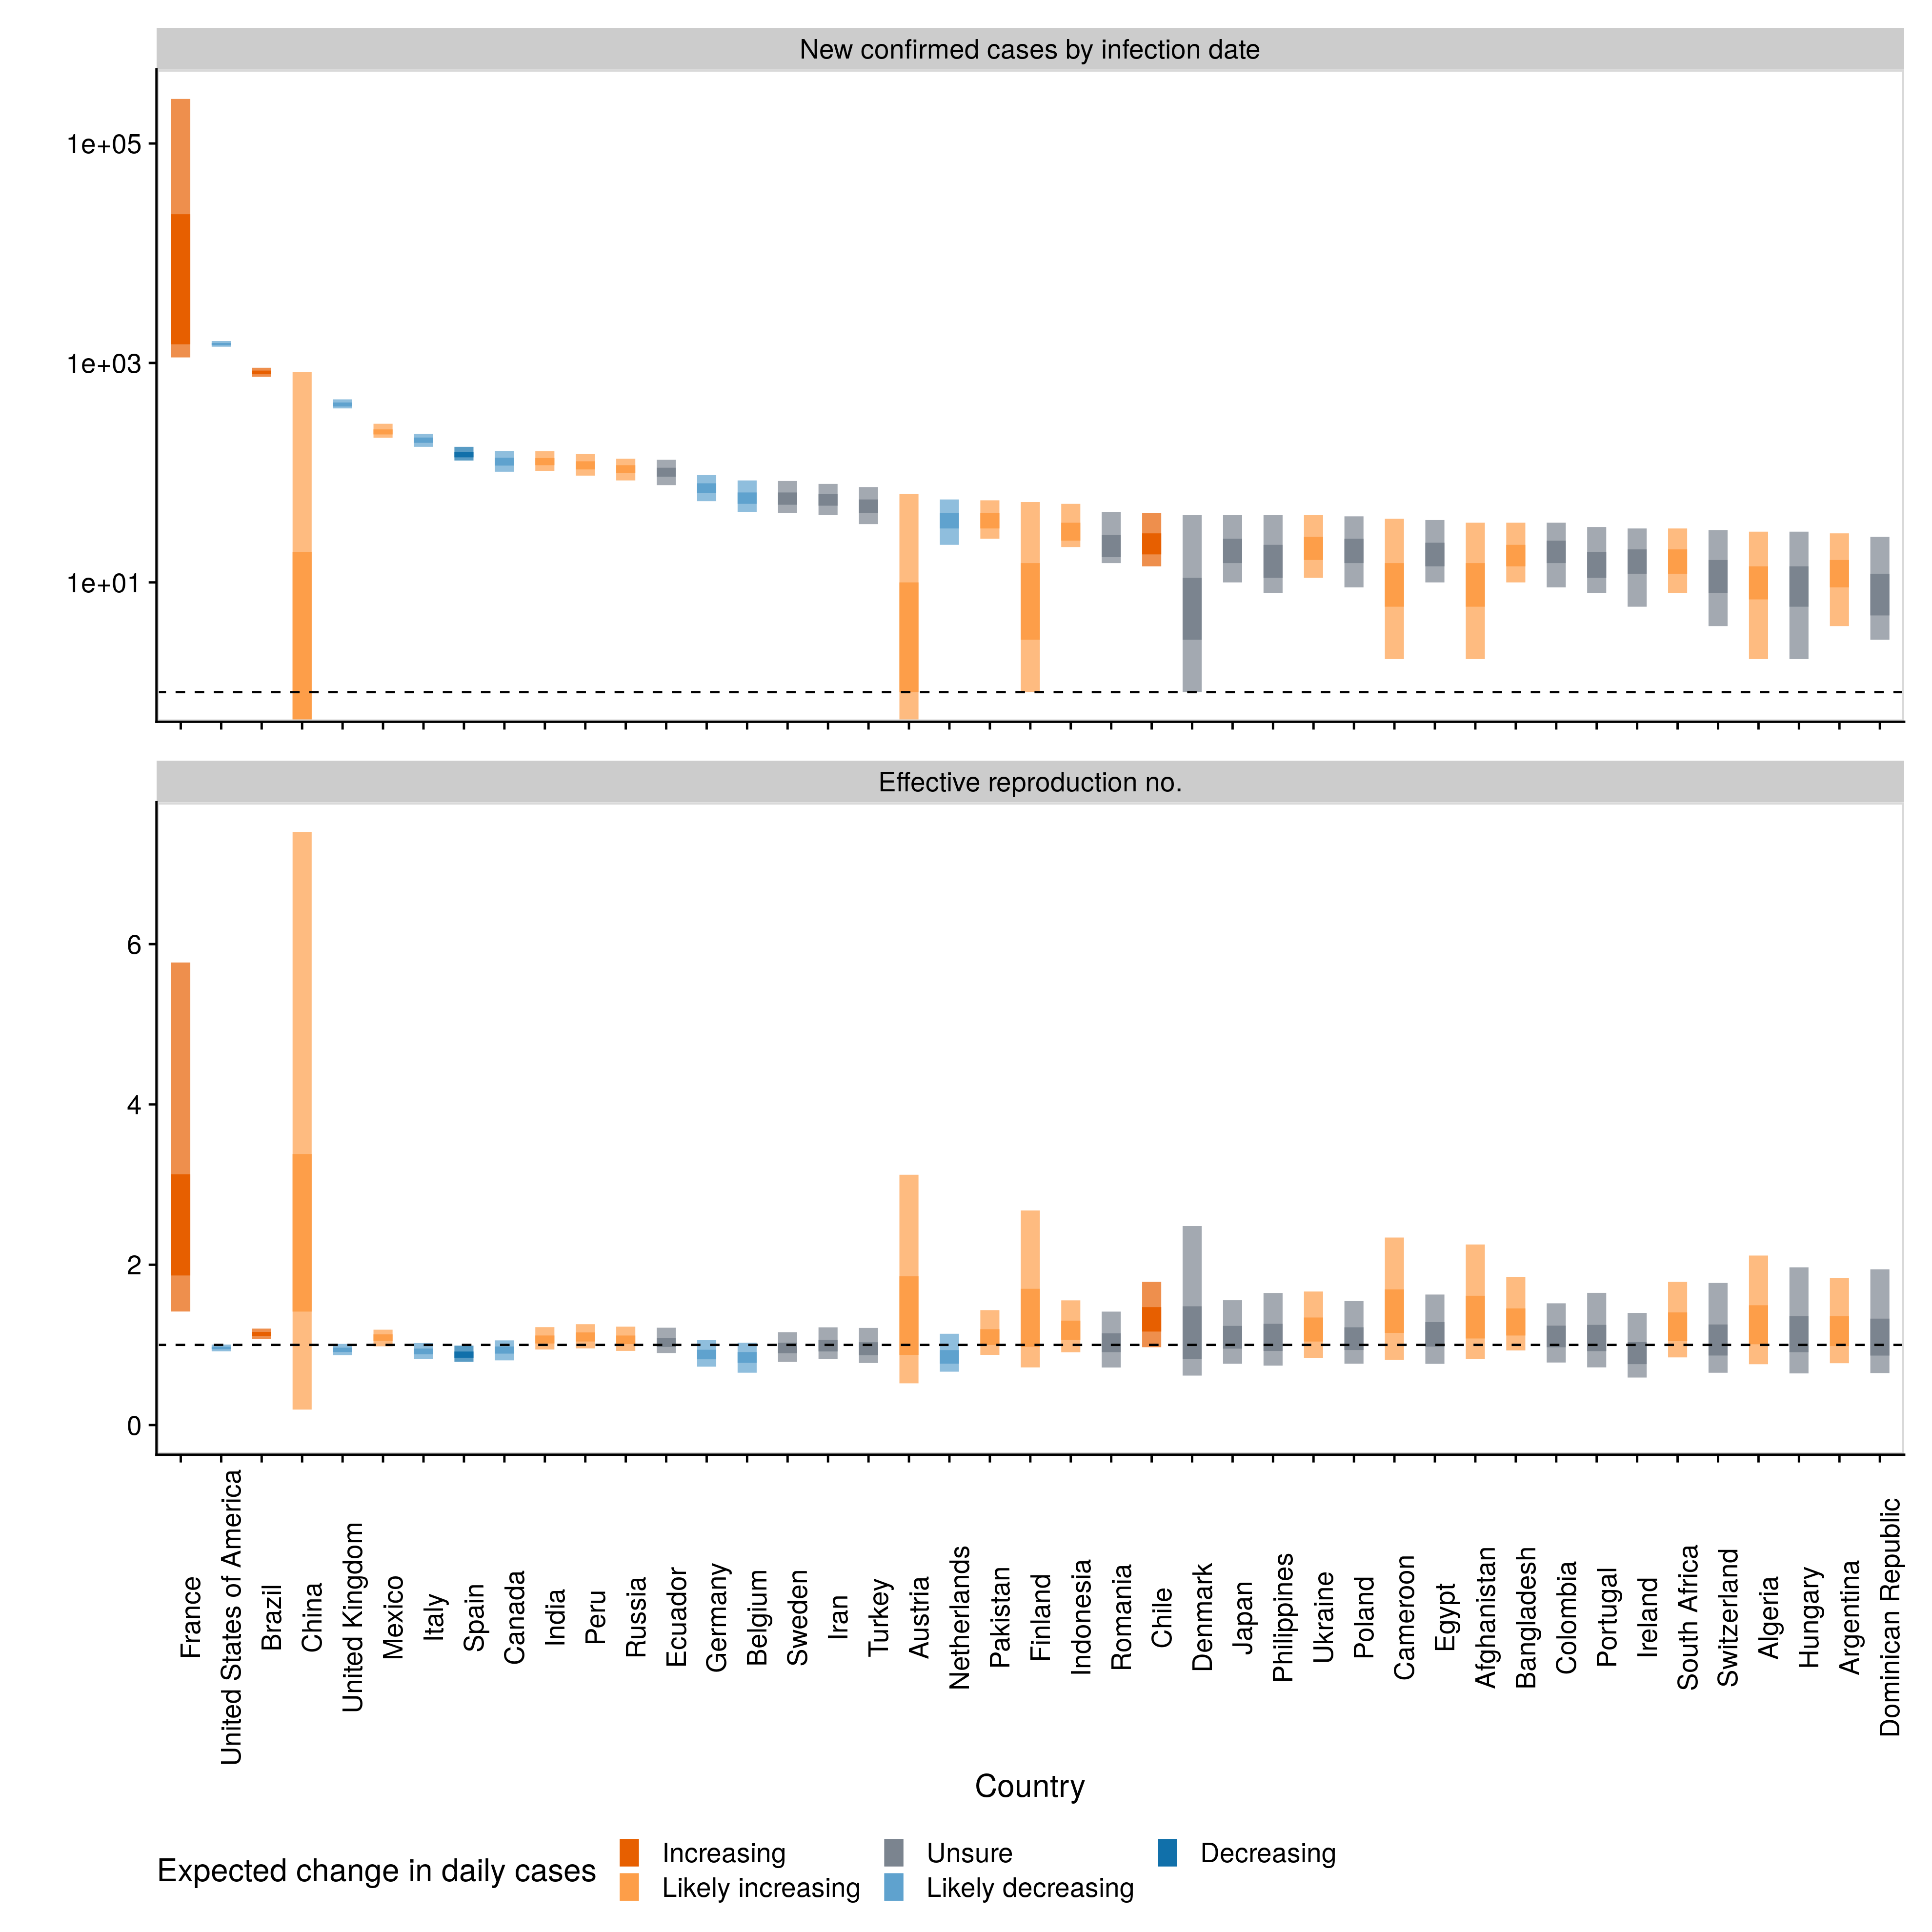 New confirmed cases by infection date
1e+05
1e+03
1e+01
Effective reproduction no.
6
4
2
0
France
United States of America
Brazil
China
United Kingdom
Mexico
Italy
Spain
Canada
India
Peru
Russia
Ecuador
Germany
Belgium
Sweden
Iran
Turkey
Austria
Netherlands
Pakistan
Finland
Indonesia
Romania
Chile
Denmark
Japan
Philippines
Ukraine
Poland
Cameroon
Egypt
Afghanistan
Bangladesh
Colombia
Portugal
Ireland
South Africa
Switzerland
Algeria
Hungary
Argentina
Dominican Republic
Country
Expected change in daily cases
Increasing
Likely increasing
Unsure
Likely decreasing
Decreasing